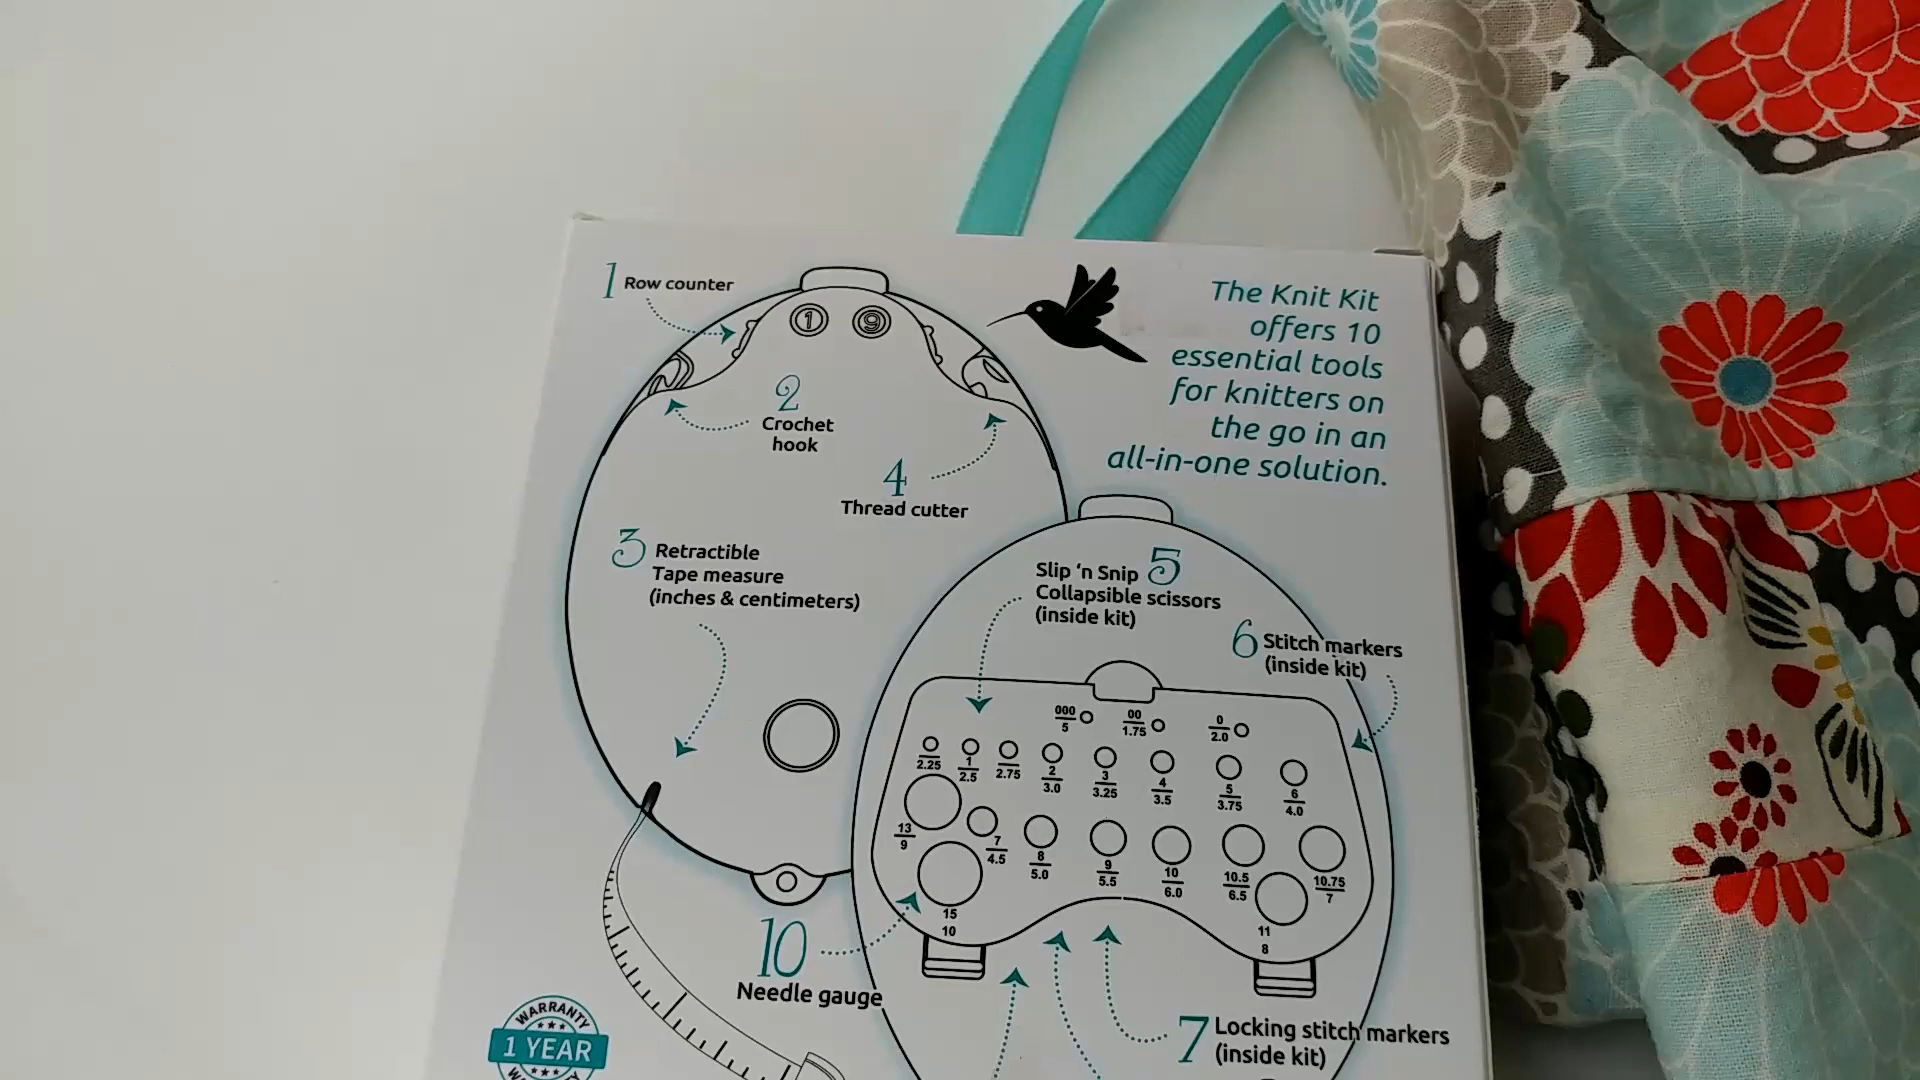 1 Row counter
1 9
2
Crochet
hook
4
Thread cutter
3 Retractible
Tape measure
(inches & centimeters)
The Knit Kit
offers 10
essential tools
for knitters on
the go in an
all-in-one solution.
Slip 'n Snip 5
Collapsible scissors
(inside kit)
6 Stitch markers
(inside kit)
000
5
00
1.75
0
2.0
2.25
1
2.5
2.75
2
3.0
3
3.25
4
3.5
5
3.75
6
4.0
13
9
7
4.5
8
5.0
9
5.5
10
6.0
10.5
6.5
10.75
7
15
10
11
8
10
Needle gauge
7 Locking stitch markers
(inside kit)
WARRANTY
1 YEAR